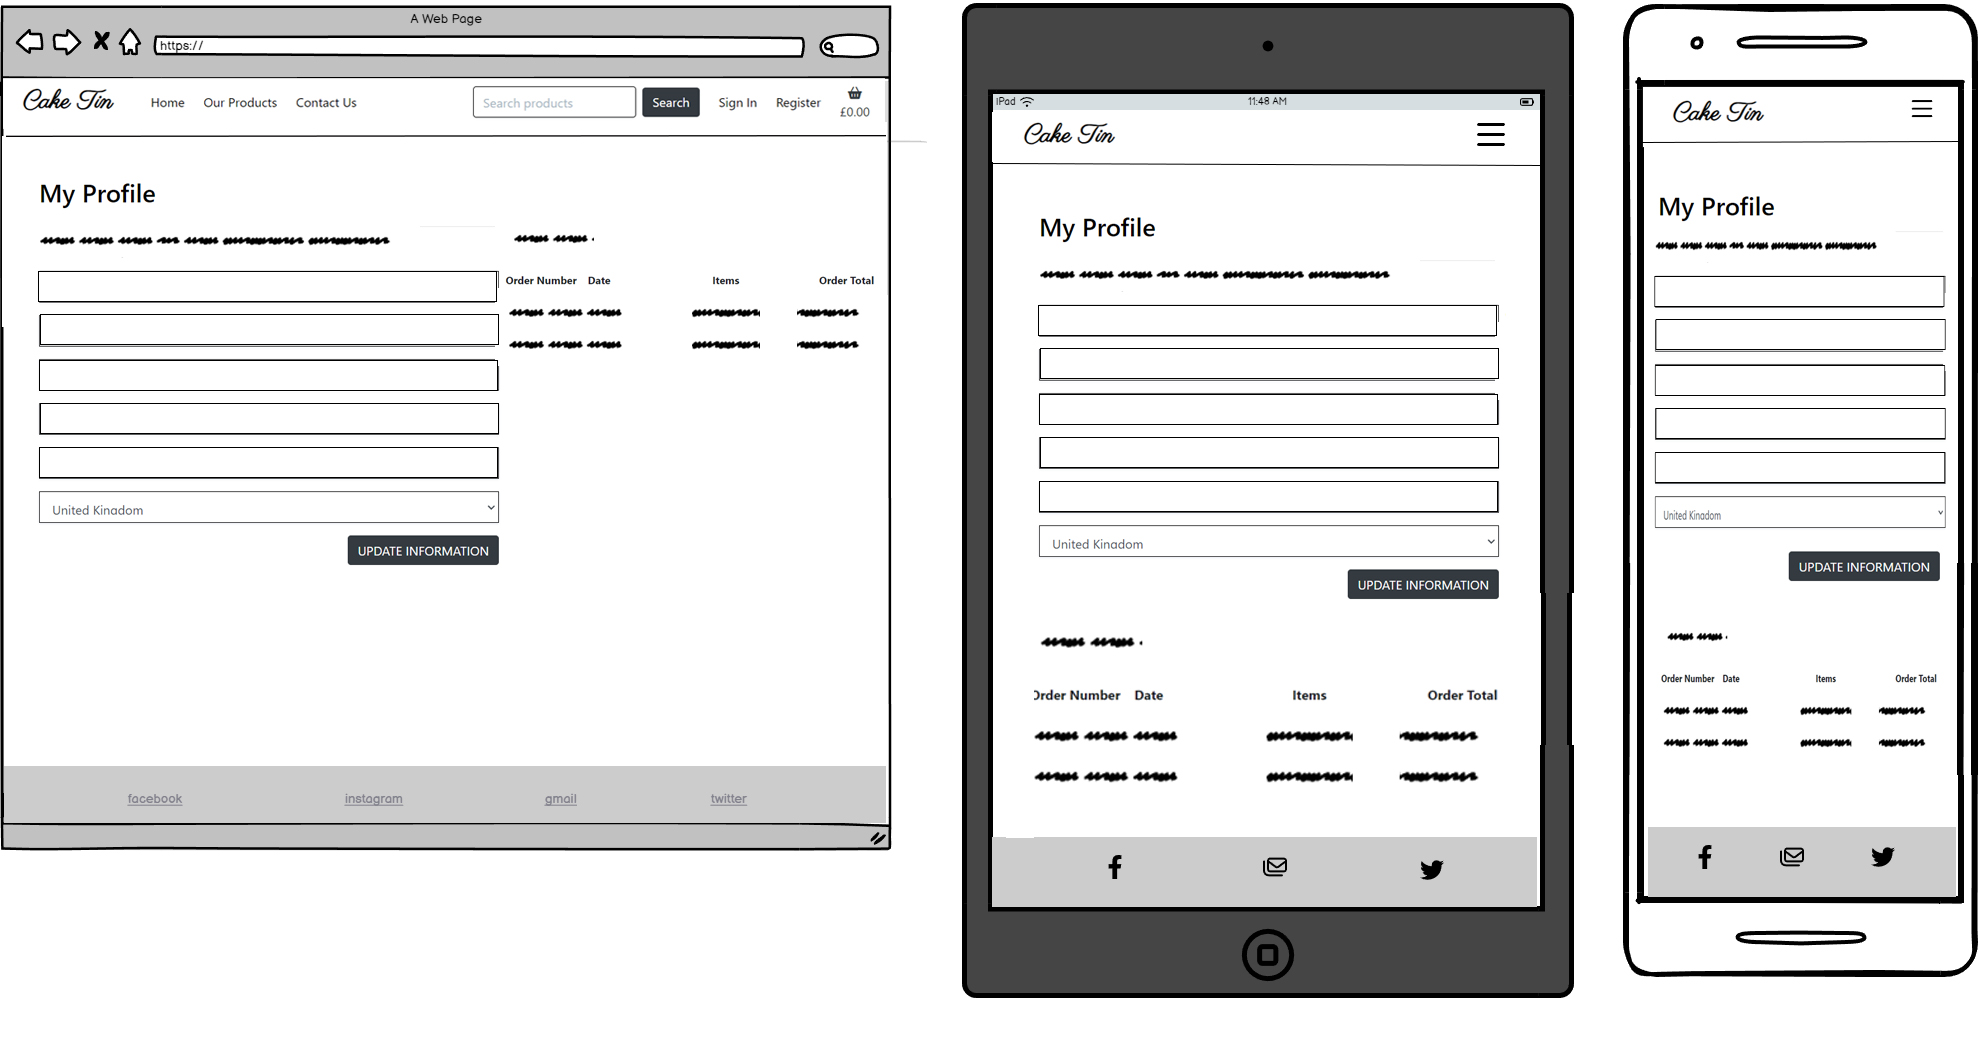 A Web Page
https://
Cake Tin Home Our Products Contact Us Search products Search Sign In Register £0.00
My Profile
Order Number Date Items Order Total
United Kinadom
UPDATE INFORMATION
facebook instagram gmail twitter
iPad 11:48 AM
Cake Tin
My Profile
United Kinadom
UPDATE INFORMATION
Order Number Date Items Order Total
Cake Tin
My Profile
United Kinadom
UPDATE INFORMATION
Order Number Date Items Order Total